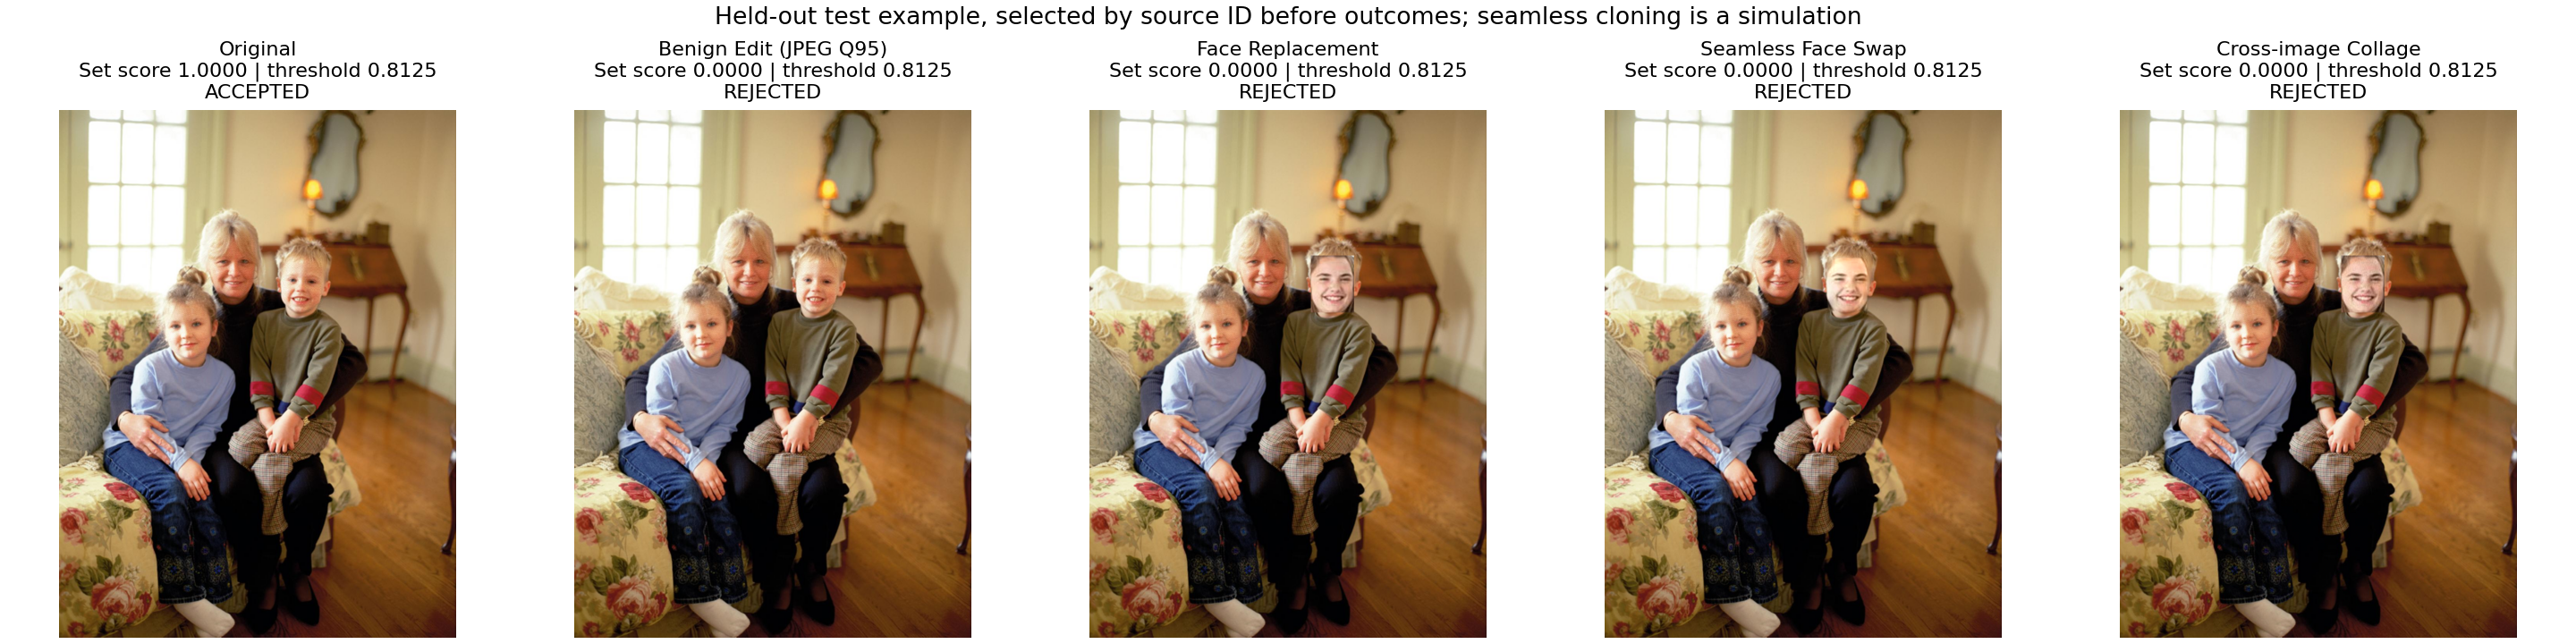 Held-out test example, selected by source ID before outcomes; seamless cloning is a simulation
Original
Set score 1.0000 | threshold 0.8125
ACCEPTED
Benign Edit (JPEG Q95)
Set score 0.0000 | threshold 0.8125
REJECTED
Face Replacement
Set score 0.0000 | threshold 0.8125
REJECTED
Seamless Face Swap
Set score 0.0000 | threshold 0.8125
REJECTED
Cross-image Collage
Set score 0.0000 | threshold 0.8125
REJECTED